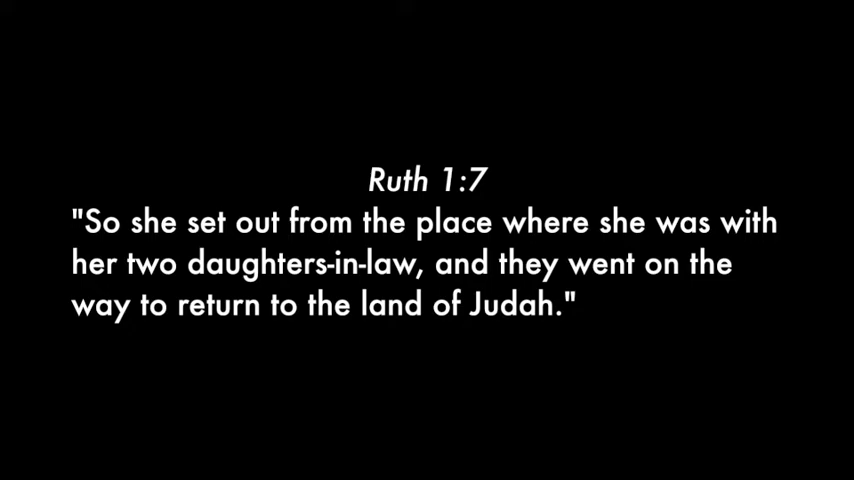 Ruth 1:7
"So she set out from the place where she was with
her two daughters-in-law, and they went on the
way to return to the land of Judah."